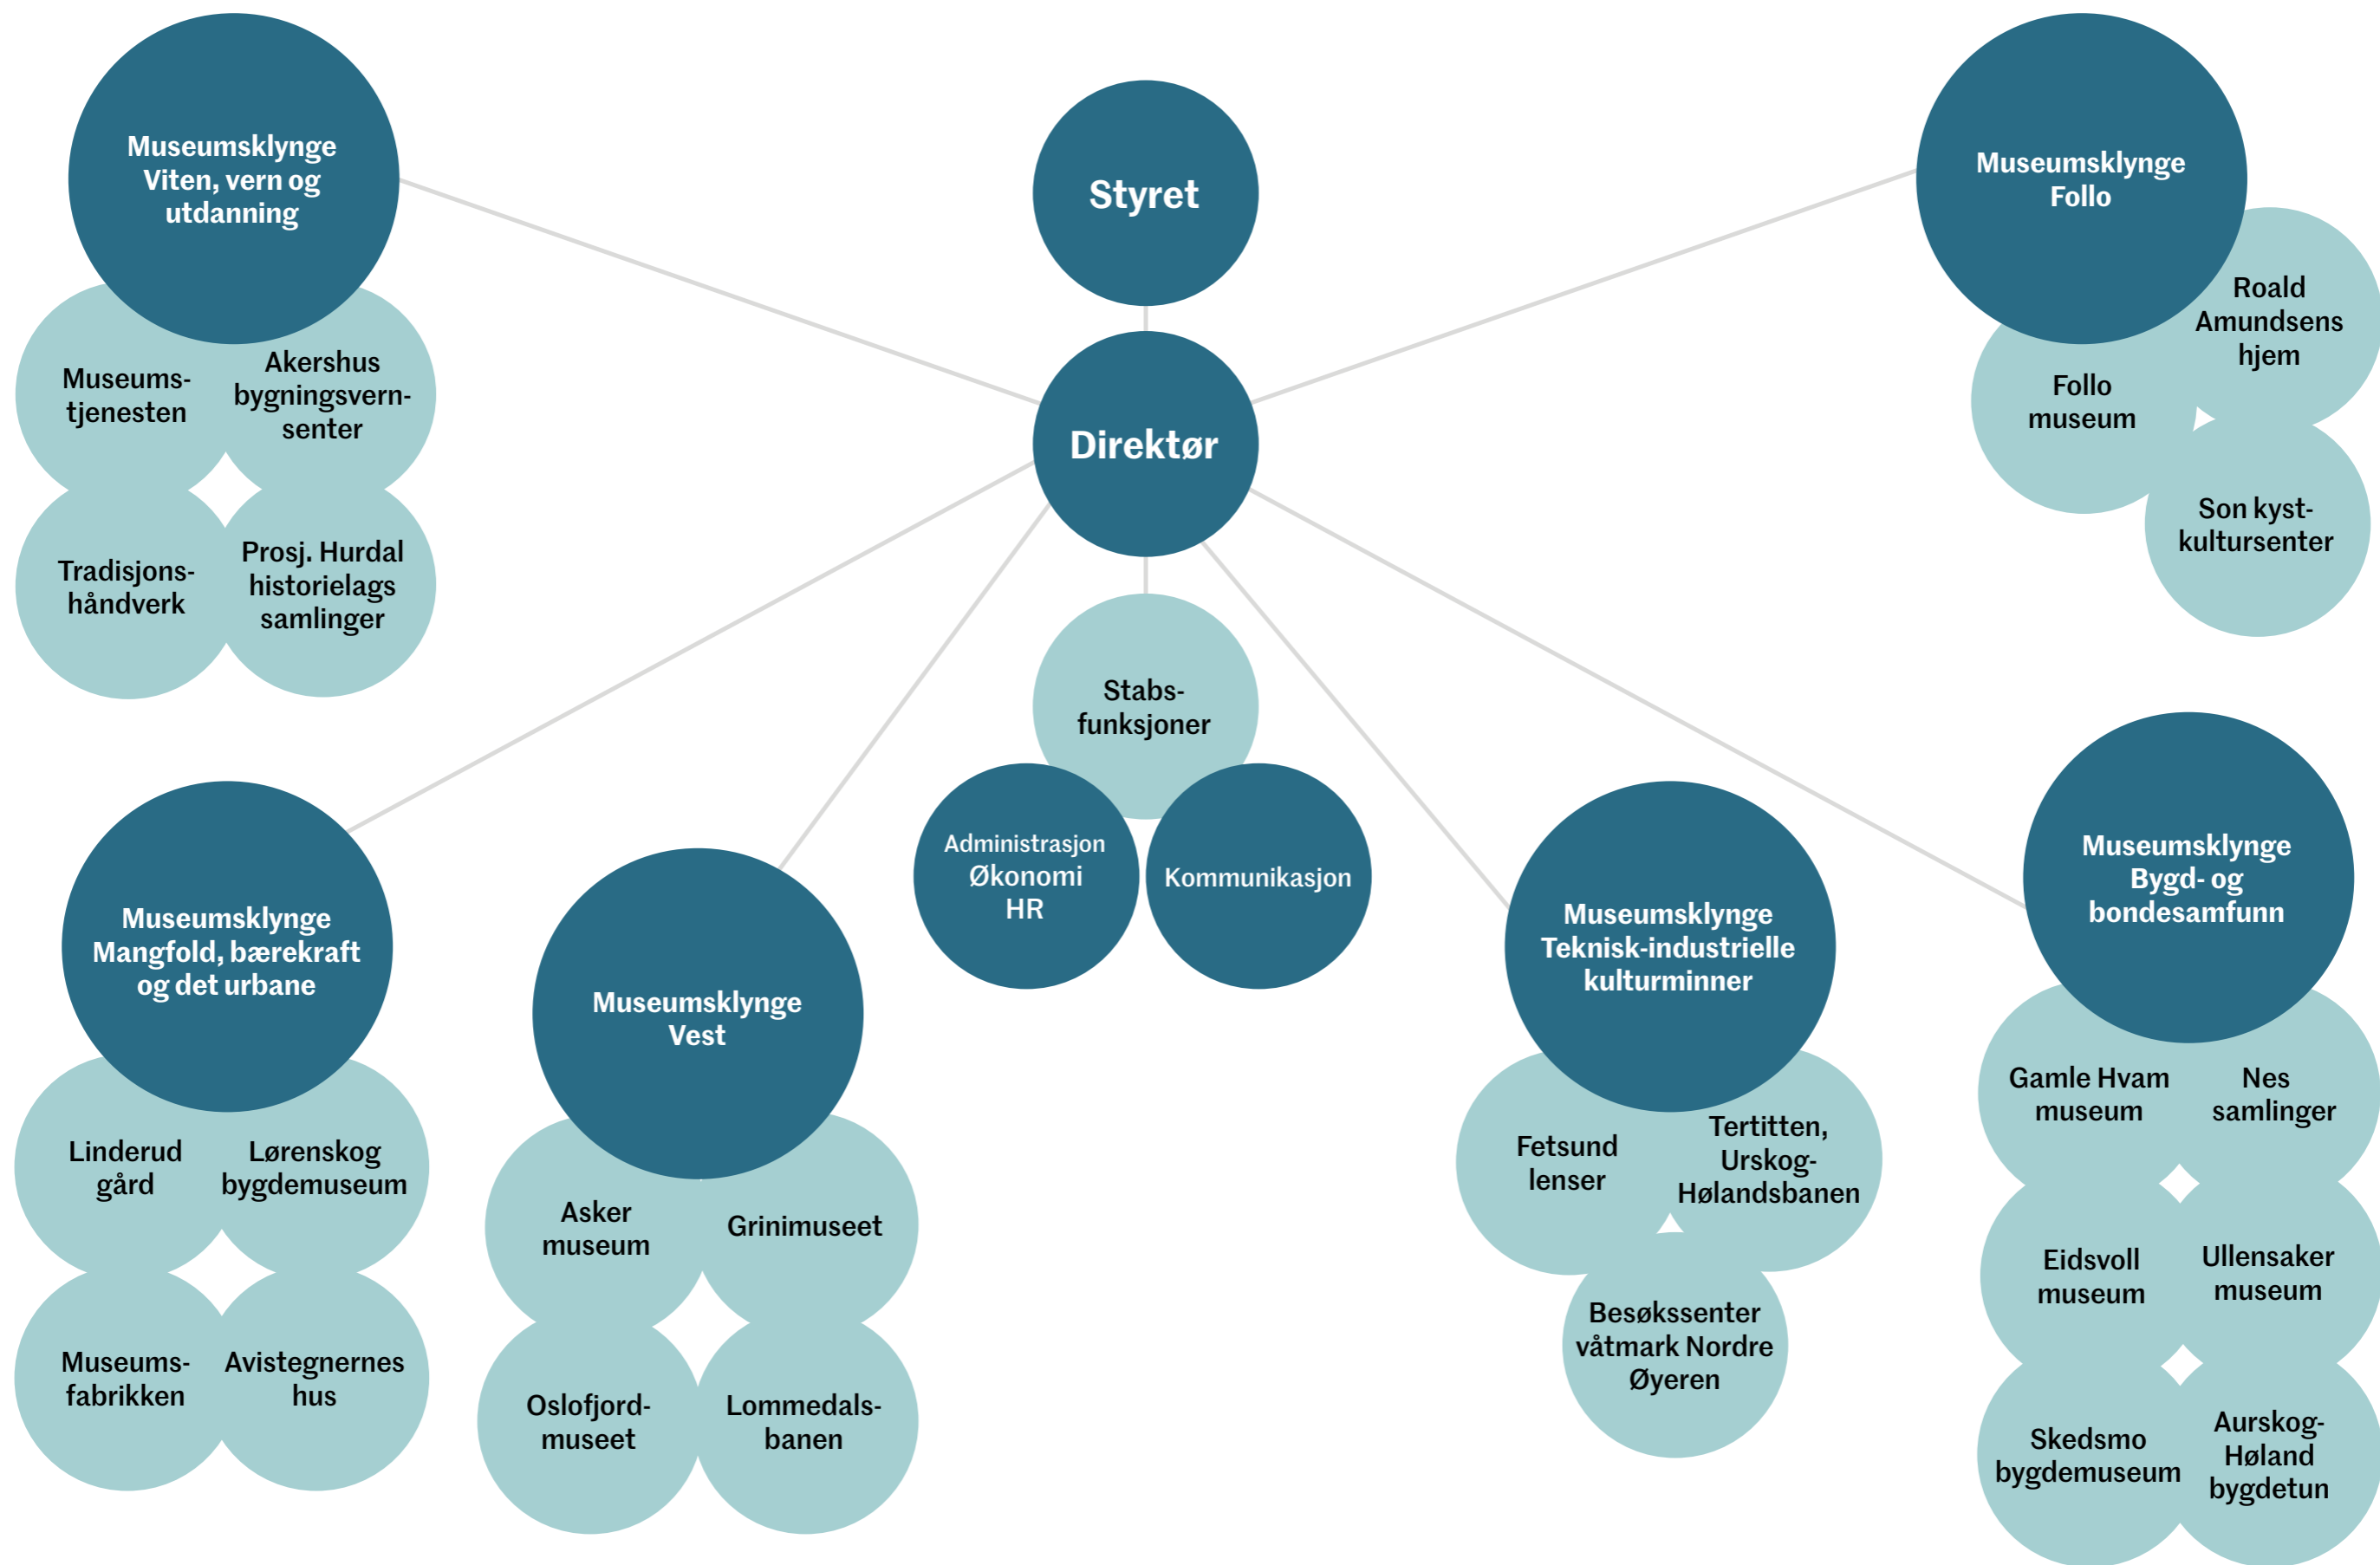 Museumsklynge
Viten, vern og
utdanning
Museums-
tjenesten
Akershus
bygningsvern-
senter
Tradisjons-
håndverk
Prosj. Hurdal
historielags
samlinger
Styret
Direktør
Stabs-
funksjoner
Administrasjon
Økonomi
HR
Kommunikasjon
Museumsklynge
Follo
Roald
Amundsens
hjem
Follo
museum
Son kyst-
kultursenter
Museumsklynge
Mangfold, bærekraft
og det urbane
Linderud
gård
Lørenskog
bygdemuseum
Museums-
fabrikken
Avistegnernes
hus
Museumsklynge
Vest
Asker
museum
Grinimuseet
Oslofjord-
museet
Lommedals-
banen
Museumsklynge
Teknisk-industrielle
kulturminner
Fetsund
lenser
Tertitten,
Urskog-
Hølandsbanen
Besøkssenter
våtmark Nordre
Øyeren
Museumsklynge
Bygd- og
bondesamfunn
Gamle Hvam
museum
Nes
samlinger
Eidsvoll
museum
Ullensaker
museum
Skedsmo
bygdemuseum
Aurskog-
Høland
bygdetun